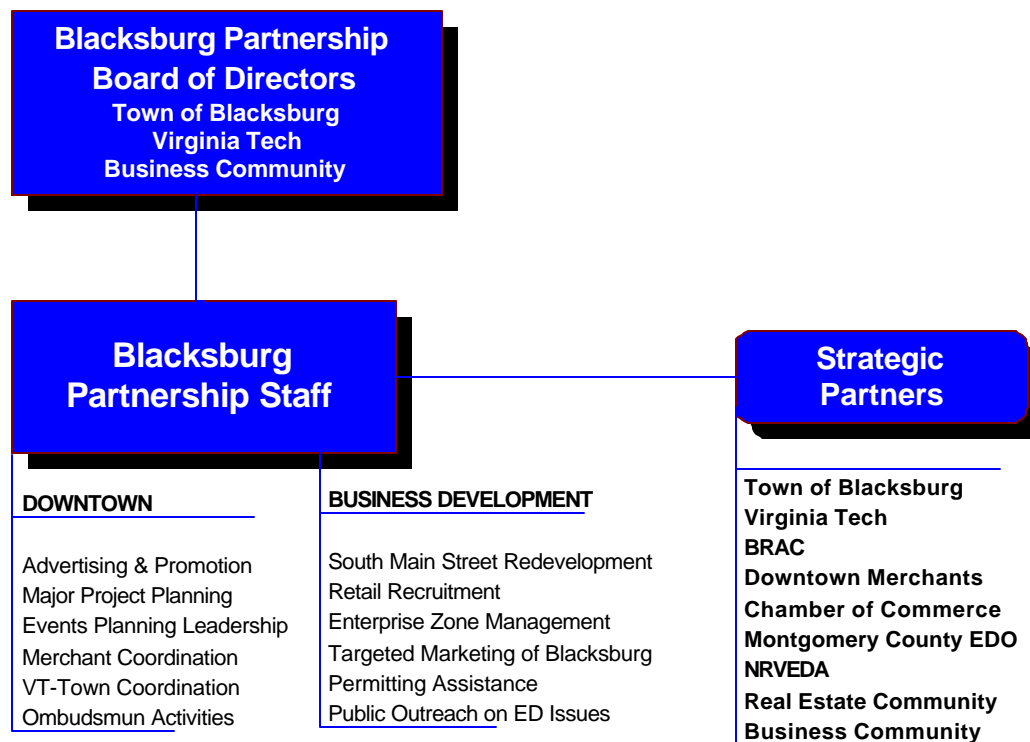 Blacksburg Partnership
Board of Directors
Town of Blacksburg
Virginia Tech
Business Community
Blacksburg
Partnership Staff
Strategic
Partners
DOWNTOWN
Advertising & Promotion
Major Project Planning
Events Planning Leadership
Merchant Coordination
VT-Town Coordination
Ombudsmun Activities
BUSINESS DEVELOPMENT
South Main Street Redevelopment
Retail Recruitment
Enterprise Zone Management
Targeted Marketing of Blacksburg
Permitting Assistance
Public Outreach on ED Issues
Town of Blacksburg
Virginia Tech
BRAC
Downtown Merchants
Chamber of Commerce
Montgomery County EDO
NRVEDA
Real Estate Community
Business Community